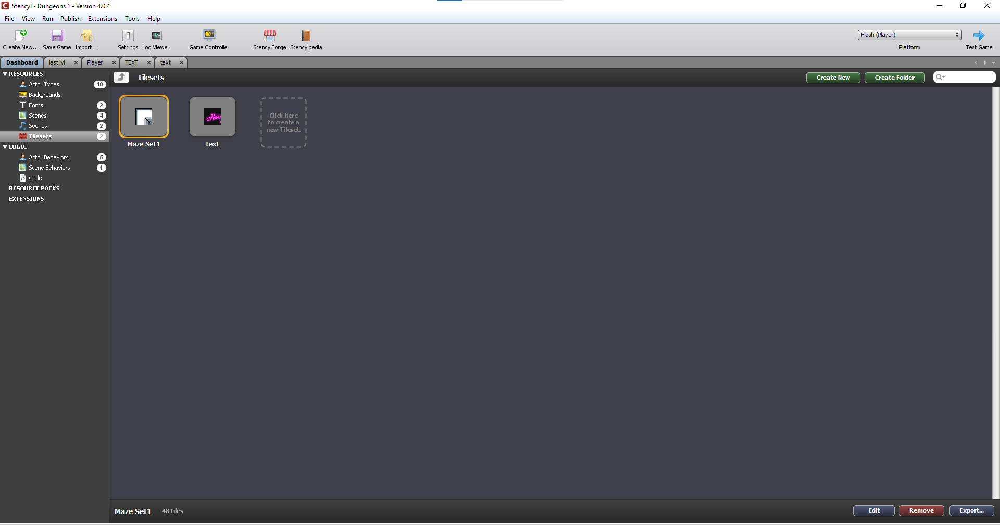 Stencyl - Dungeons 1 - Version 4.0.4
File View Run Publish Extensions Tools Help
Create New... Save Game Import... Settings Log Viewer Game Controller StencylForge Stencylpedia
Flash (Player)
Platform Test Game
Dashboard last lvl Player TEXT text
RESOURCES
Actor Types 10
Backgrounds
Fonts 2
Scenes 4
Sounds 2
Tilesets 2
LOGIC
Actor Behaviors 5
Scene Behaviors 1
Code
RESOURCE PACKS
EXTENSIONS
Tilesets Create New Create Folder
Maze Set1
text
Click here
to create a
new Tileset.
Maze Set1 48 tiles Edit Remove Export...